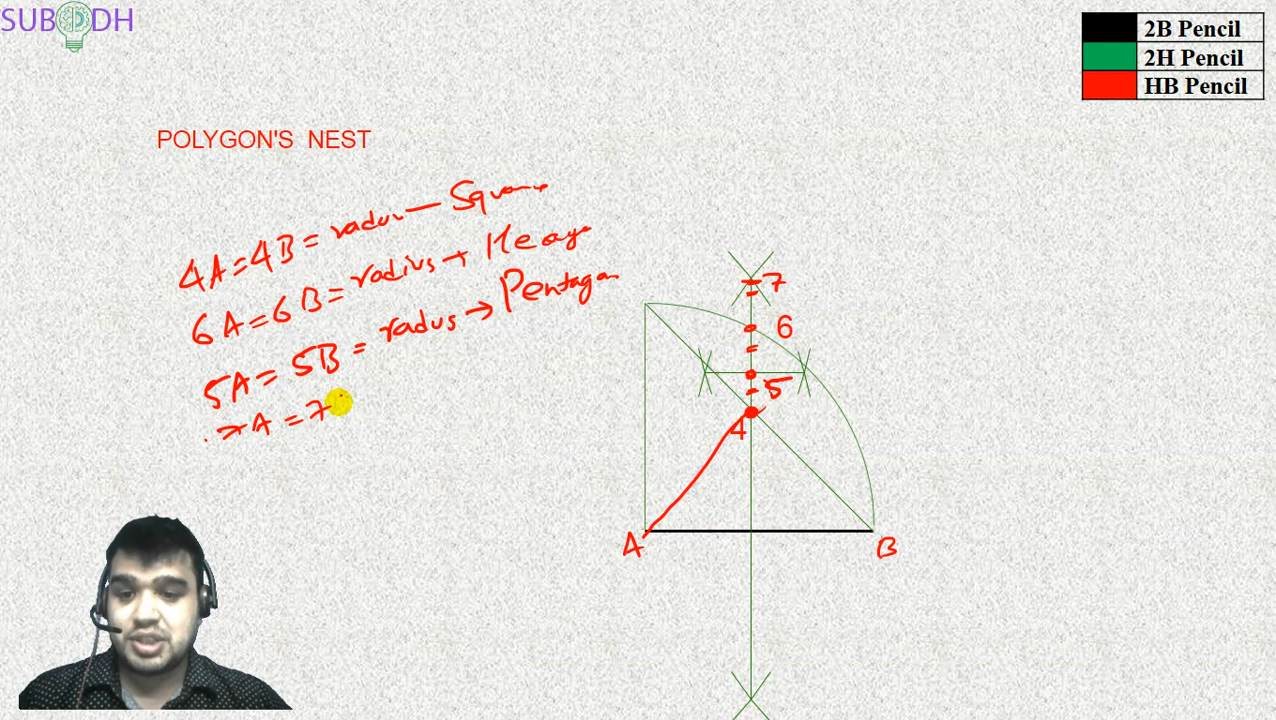 SUBODH
2B Pencil
2H Pencil
HB Pencil
POLYGON'S NEST
4A=4B= radius — Square
6A=6B= radius →
5A= 5B = radius → Pentagon
7A = 7
7
6
5
4
A
B